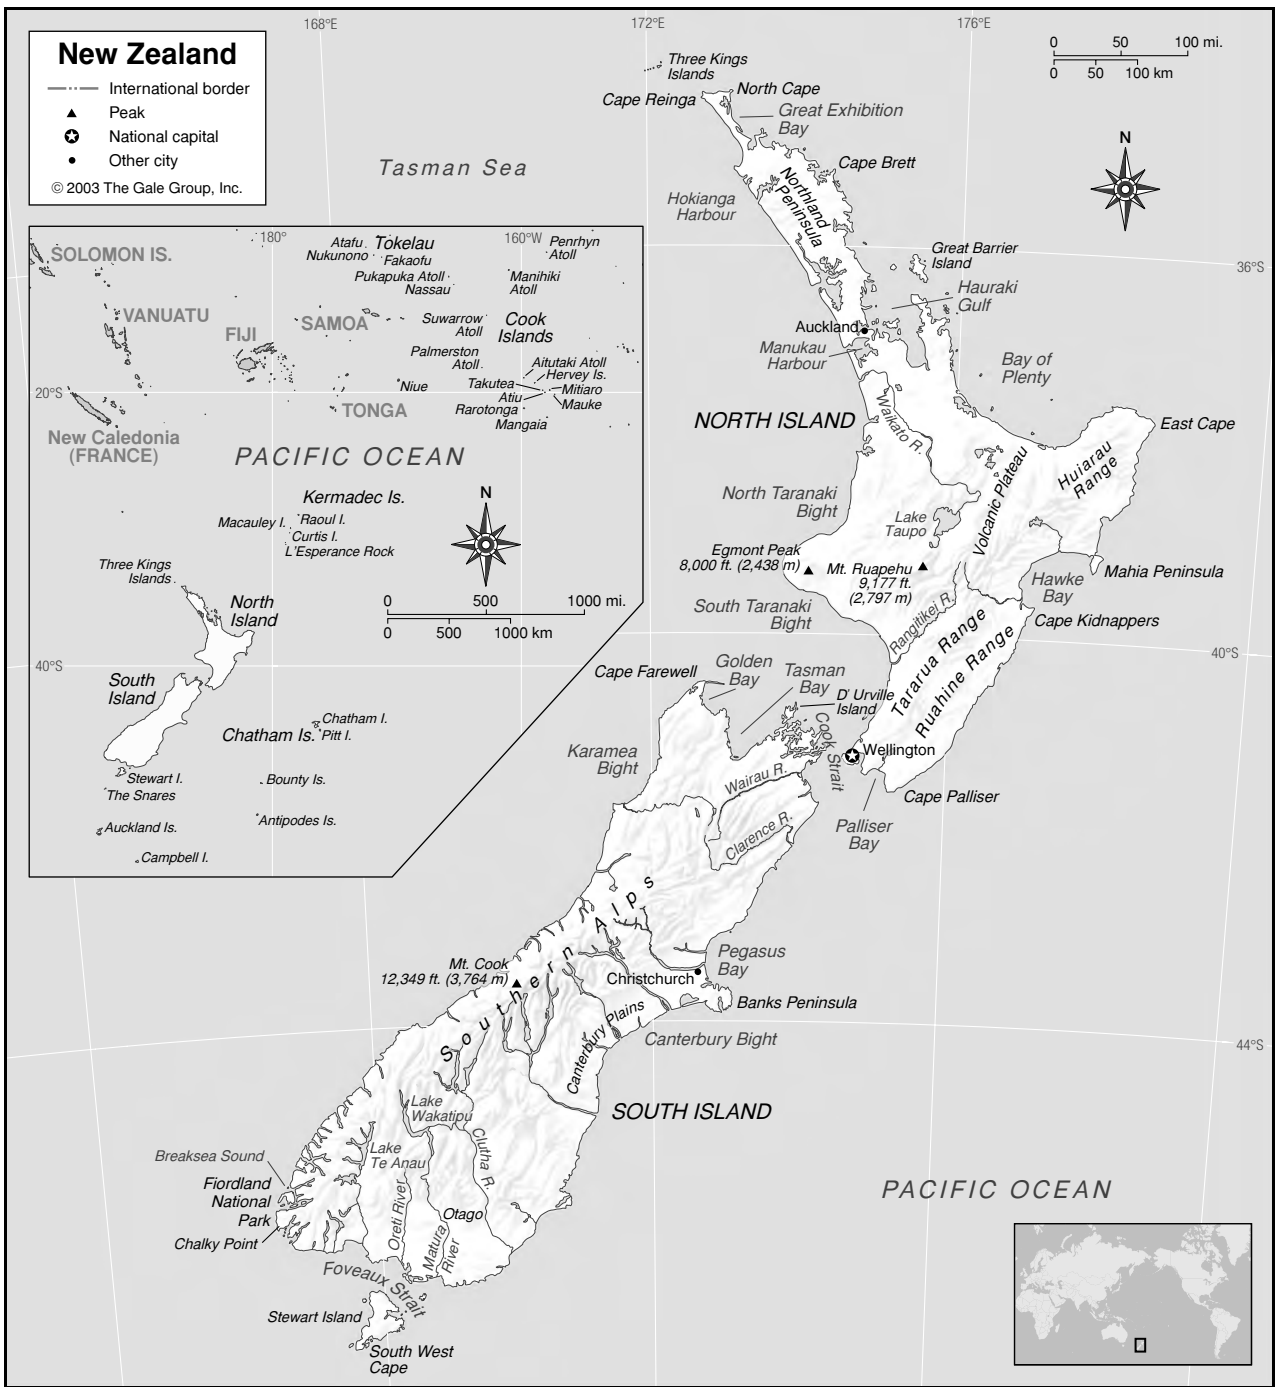 168°E
172°E
176°E
New Zealand
International border
Peak
National capital
Other city
© 2003 The Gale Group, Inc.
0 50 100 mi.
0 50 100 km
N
Three Kings
Islands
Cape Reinga
North Cape
Great Exhibition
Bay
Tasman Sea
Cape Brett
Hokianga
Harbour
Northland
Peninsula
Great Barrier
Island
36°S
Hauraki
Gulf
Auckland
Manukau
Harbour
Bay of
Plenty
NORTH ISLAND
Waikato R.
East Cape
Huiarau
Range
Volcanic Plateau
North Taranaki
Bight
Lake
Taupo
Egmont Peak
8,000 ft. (2,438 m)
Mt. Ruapehu
9,177 ft.
(2,797 m)
Mahia Peninsula
Hawke
Bay
South Taranaki
Bight
Rangitikei R.
Cape Kidnappers
Tararua Range
Ruahine Range
40°S
Cape Farewell
Golden
Bay
Tasman
Bay
D'Urville
Island
Cook Strait
Wellington
Karamea
Bight
Wairau R.
Cape Palliser
Clarence R.
Palliser
Bay
Southern Alps
Pegasus
Bay
Mt. Cook
12,349 ft. (3,764 m)
Christchurch
Banks Peninsula
Canterbury Plains
Canterbury Bight
44°S
SOUTH ISLAND
Lake
Wakatipu
Lake
Te Anau
Clutha R.
Breaksea Sound
Fiordland
National
Park
Oreti River
Otago
Matura
River
Chalky Point
PACIFIC OCEAN
Foveaux Strait
Stewart Island
South West
Cape
180°
160°W
SOLOMON IS.
Atafu
Nukunono
Tokelau
Fakaofu
Penrhyn
Atoll
Pukapuka Atoll
Nassau
Manihiki
Atoll
VANUATU
FIJI
SAMOA
Suwarrow
Atoll
Cook
Islands
Palmerston
Atoll
Aitutaki Atoll
Hervey Is.
Niue
Takutea
Mitiaro
20°S
Atiu
Mauke
TONGA
Rarotonga
Mangaia
New Caledonia
(FRANCE)
PACIFIC OCEAN
Kermadec Is.
Macauley I.
Raoul I.
Curtis I.
L'Esperance Rock
N
Three Kings
Islands
0 500 1000 mi.
0 500 1000 km
North
Island
40°S
South
Island
Chatham Is.
Chatham I.
Pitt I.
Stewart I.
The Snares
Bounty Is.
Auckland Is.
Antipodes Is.
Campbell I.